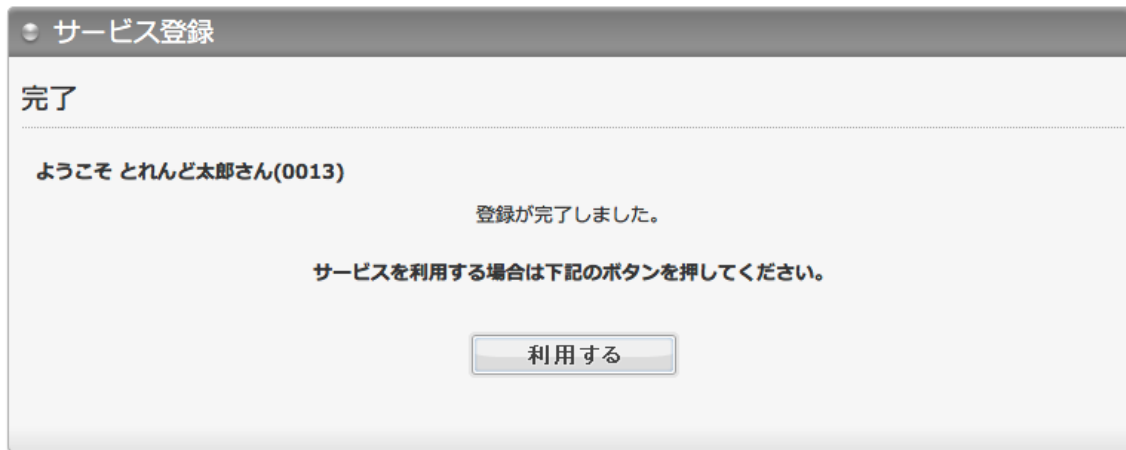 サービス登録
完了
ようこそ とれんど太郎さん(0013)
登録が完了しました。
サービスを利用する場合は下記のボタンを押してください。
利用する